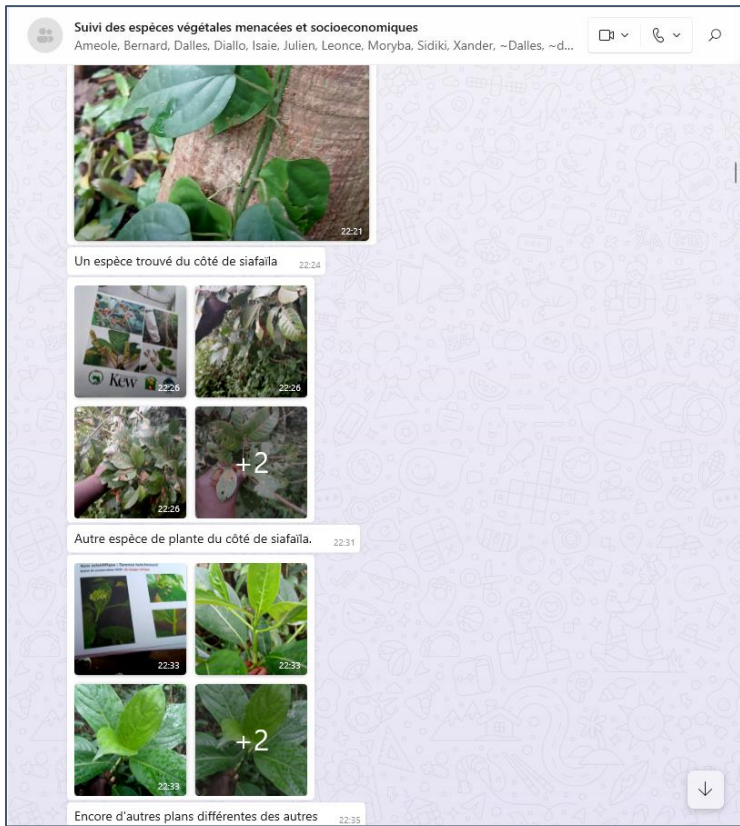 Suivi des espèces végétales menacées et socioeconomiques
Ameole, Bernard, Dalles, Diallo, Isaie, Julien, Leonce, Moryba, Sidiki, Xander, ~Dalles, ~d...
22:21
Un espèce trouvé du côté de siafaïla 22:24
Kew 22:26
22:26
22:26
+2
Autre espèce de plante du côté de siafaïla. 22:31
22:33
22:33
22:33
+2
Encore d'autres plans différentes des autres 22:35